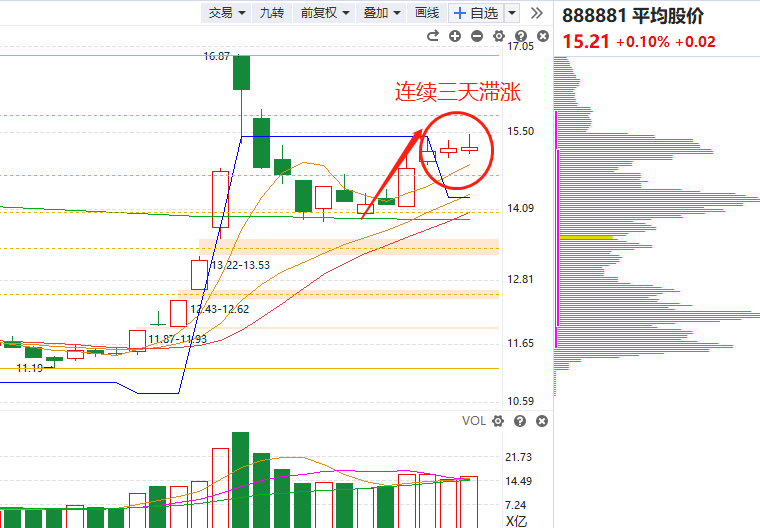 交易 九转 前复权 叠加 画线 + 自选
888881 平均股价
15.21 +0.10% +0.02
17.05
16.87
连续三天滞涨
15.50
14.09
13.22-13.53
12.81
12.43-12.62
11.87-11.93
11.65
11.19
10.59
VOL
21.73
14.49
7.24
X亿